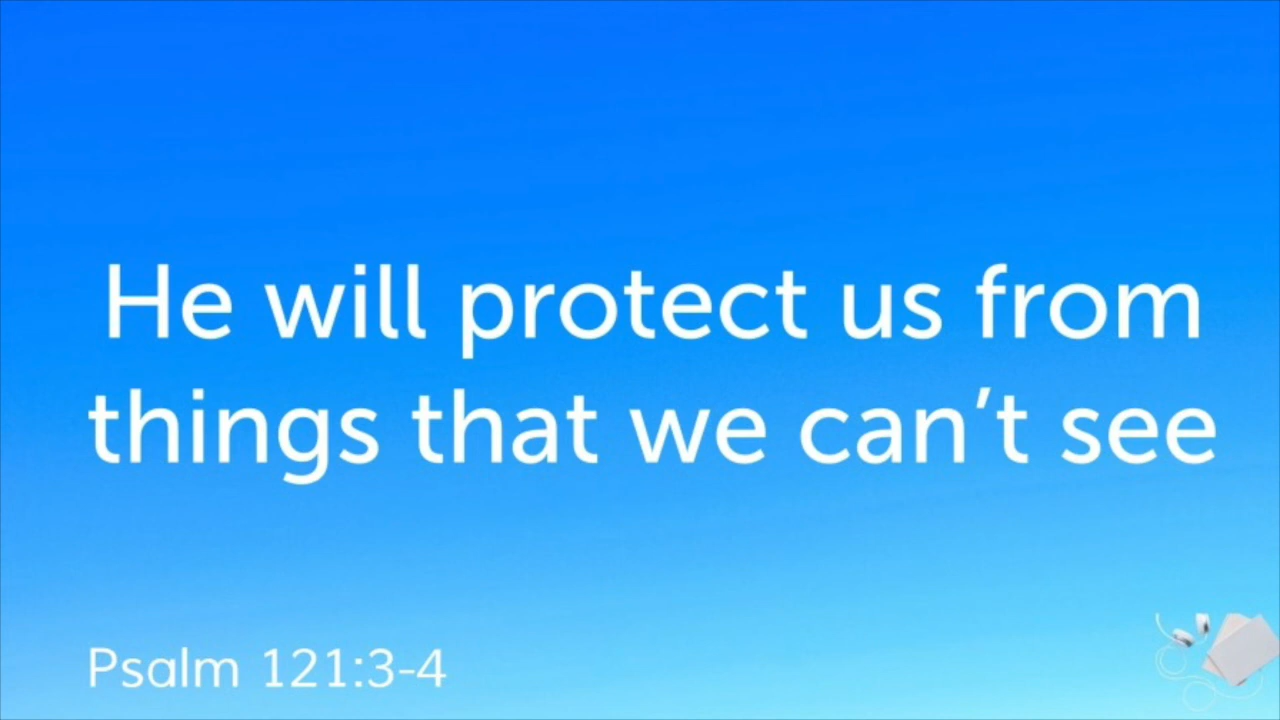 He will protect us from
things that we can’t see
Psalm 121:3-4